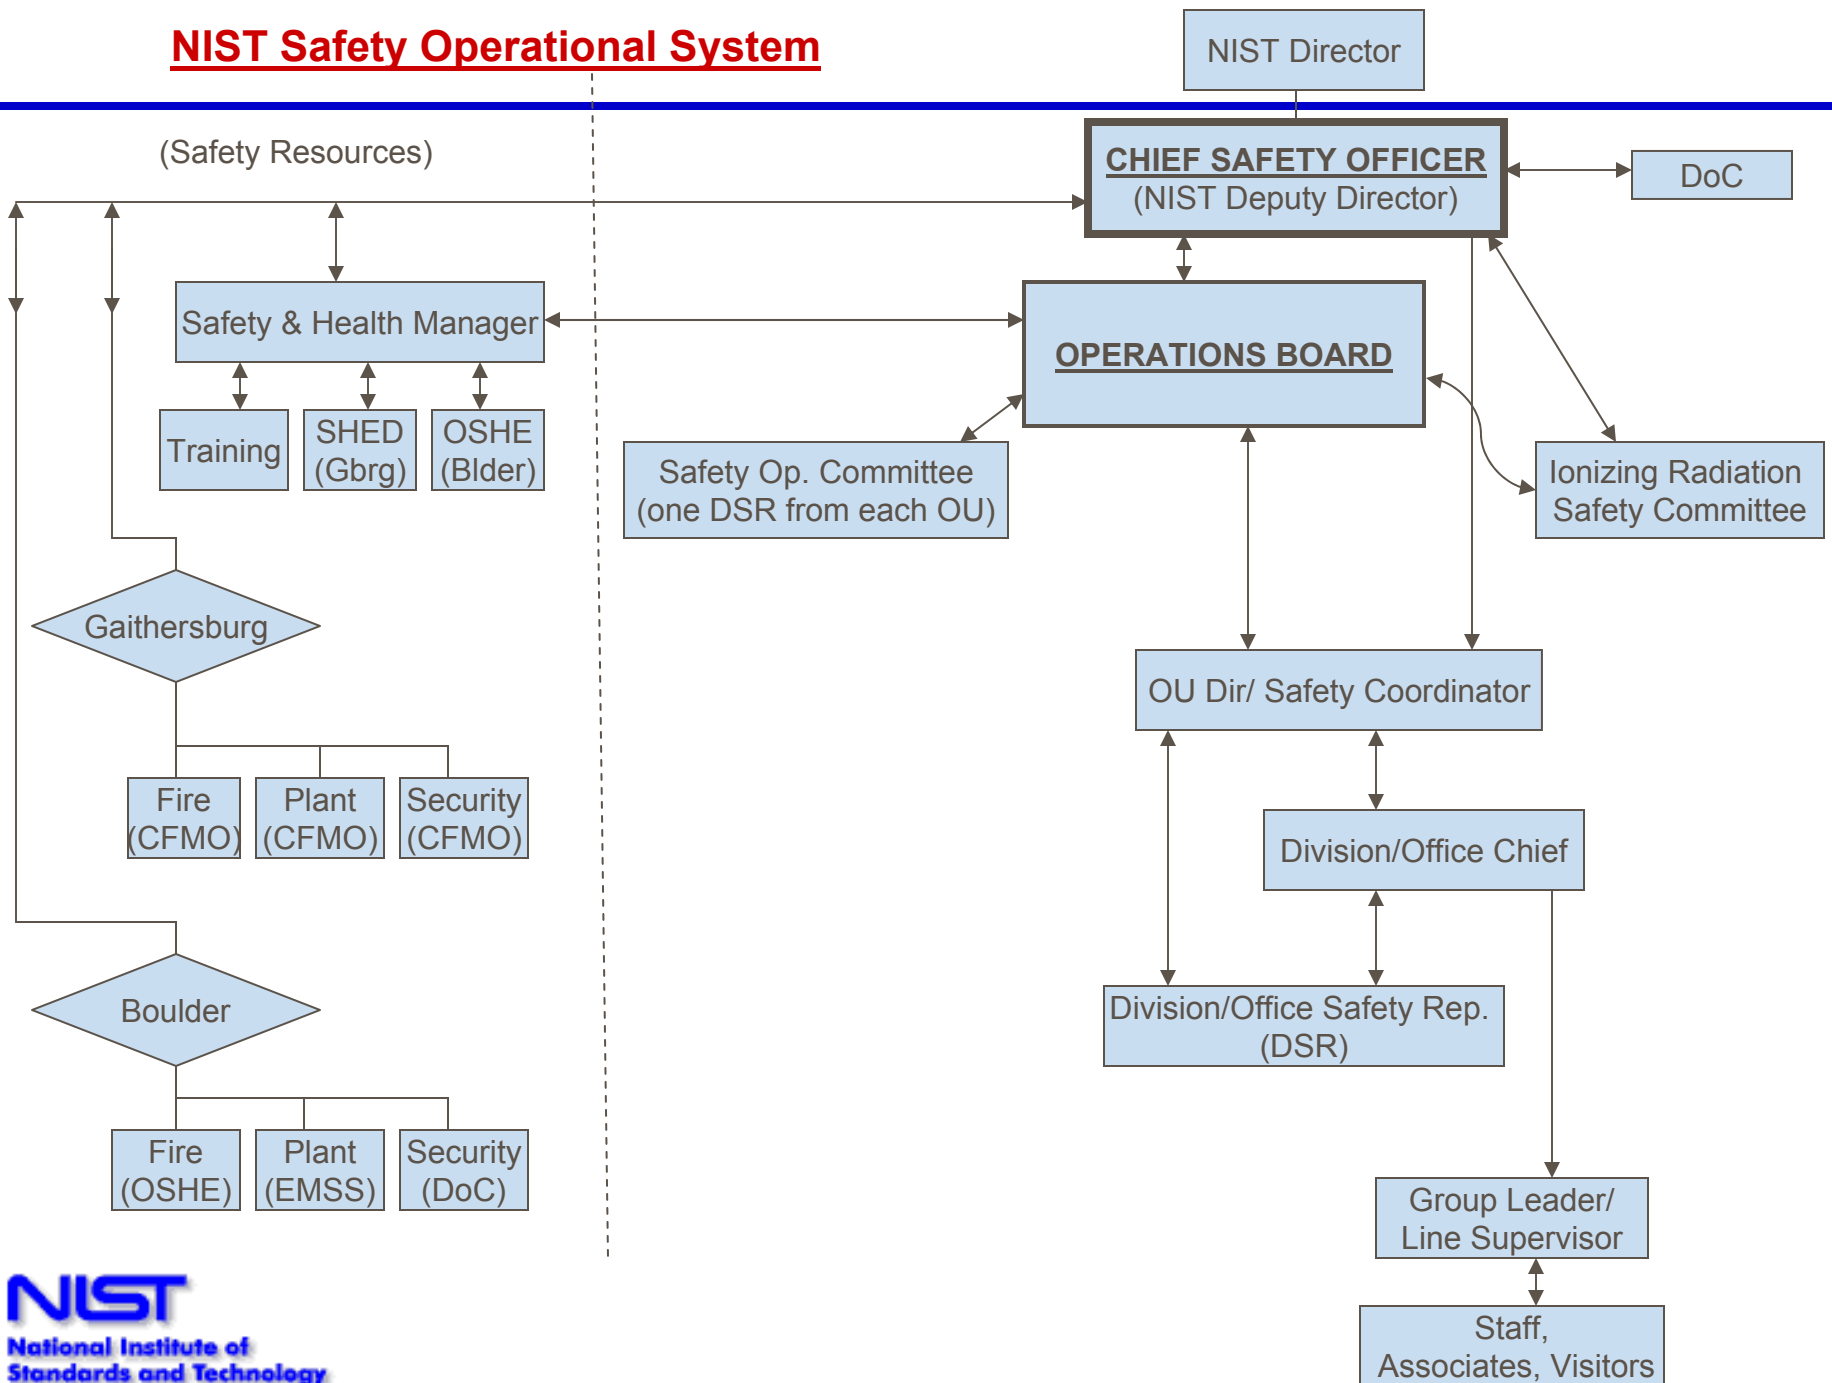 NIST Safety Operational System
NIST Director
(Safety Resources)
CHIEF SAFETY OFFICER
(NIST Deputy Director)
DoC
Safety & Health Manager
OPERATIONS BOARD
Training
SHED
(Gbrg)
OSHE
(Blder)
Safety Op. Committee
(one DSR from each OU)
Ionizing Radiation
Safety Committee
Gaithersburg
OU Dir/ Safety Coordinator
Fire
(CFMO)
Plant
(CFMO)
Security
(CFMO)
Division/Office Chief
Boulder
Division/Office Safety Rep.
(DSR)
Fire
(OSHE)
Plant
(EMSS)
Security
(DoC)
Group Leader/
Line Supervisor
Staff,
Associates, Visitors
NIST
National Institute of
Standards and Technology